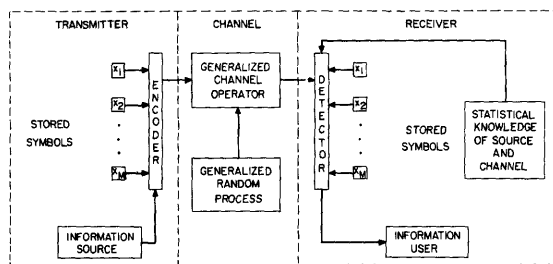 TRANSMITTER
CHANNEL
RECEIVER
X1
X2
XM
STORED
SYMBOLS
ENCODER
INFORMATION
SOURCE
GENERALIZED
CHANNEL
OPERATOR
GENERALIZED
RANDOM
PROCESS
DETECTOR
X1
X2
XM
STORED
SYMBOLS
STATISTICAL
KNOWLEDGE
OF SOURCE
AND
CHANNEL
INFORMATION
USER